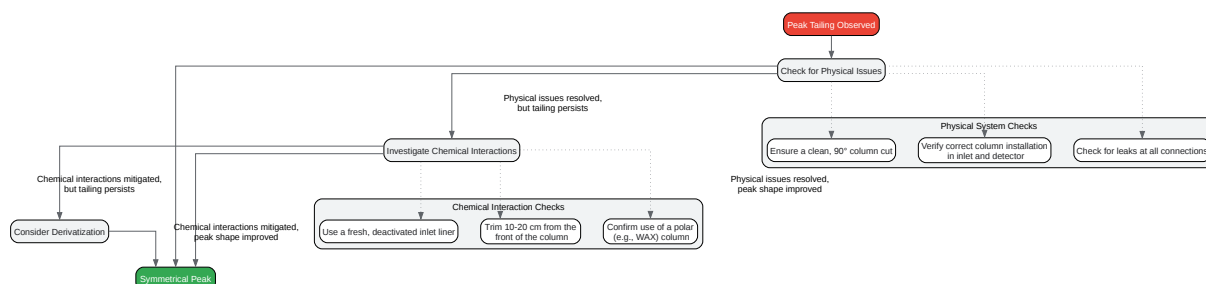 Peak Tailing Observed
Check for Physical Issues
Physical issues resolved,
but tailing persists
Physical System Checks
Ensure a clean, 90° column cut
Verify correct column installation
in inlet and detector
Check for leaks at all connections
Investigate Chemical Interactions
Physical issues resolved,
peak shape improved
Chemical interactions mitigated,
but tailing persists
Chemical Interaction Checks
Use a fresh, deactivated inlet liner
Trim 10-20 cm from the
front of the column
Confirm use of a polar
(e.g., WAX) column
Consider Derivatization
Chemical interactions mitigated,
peak shape improved
Symmetrical Peak